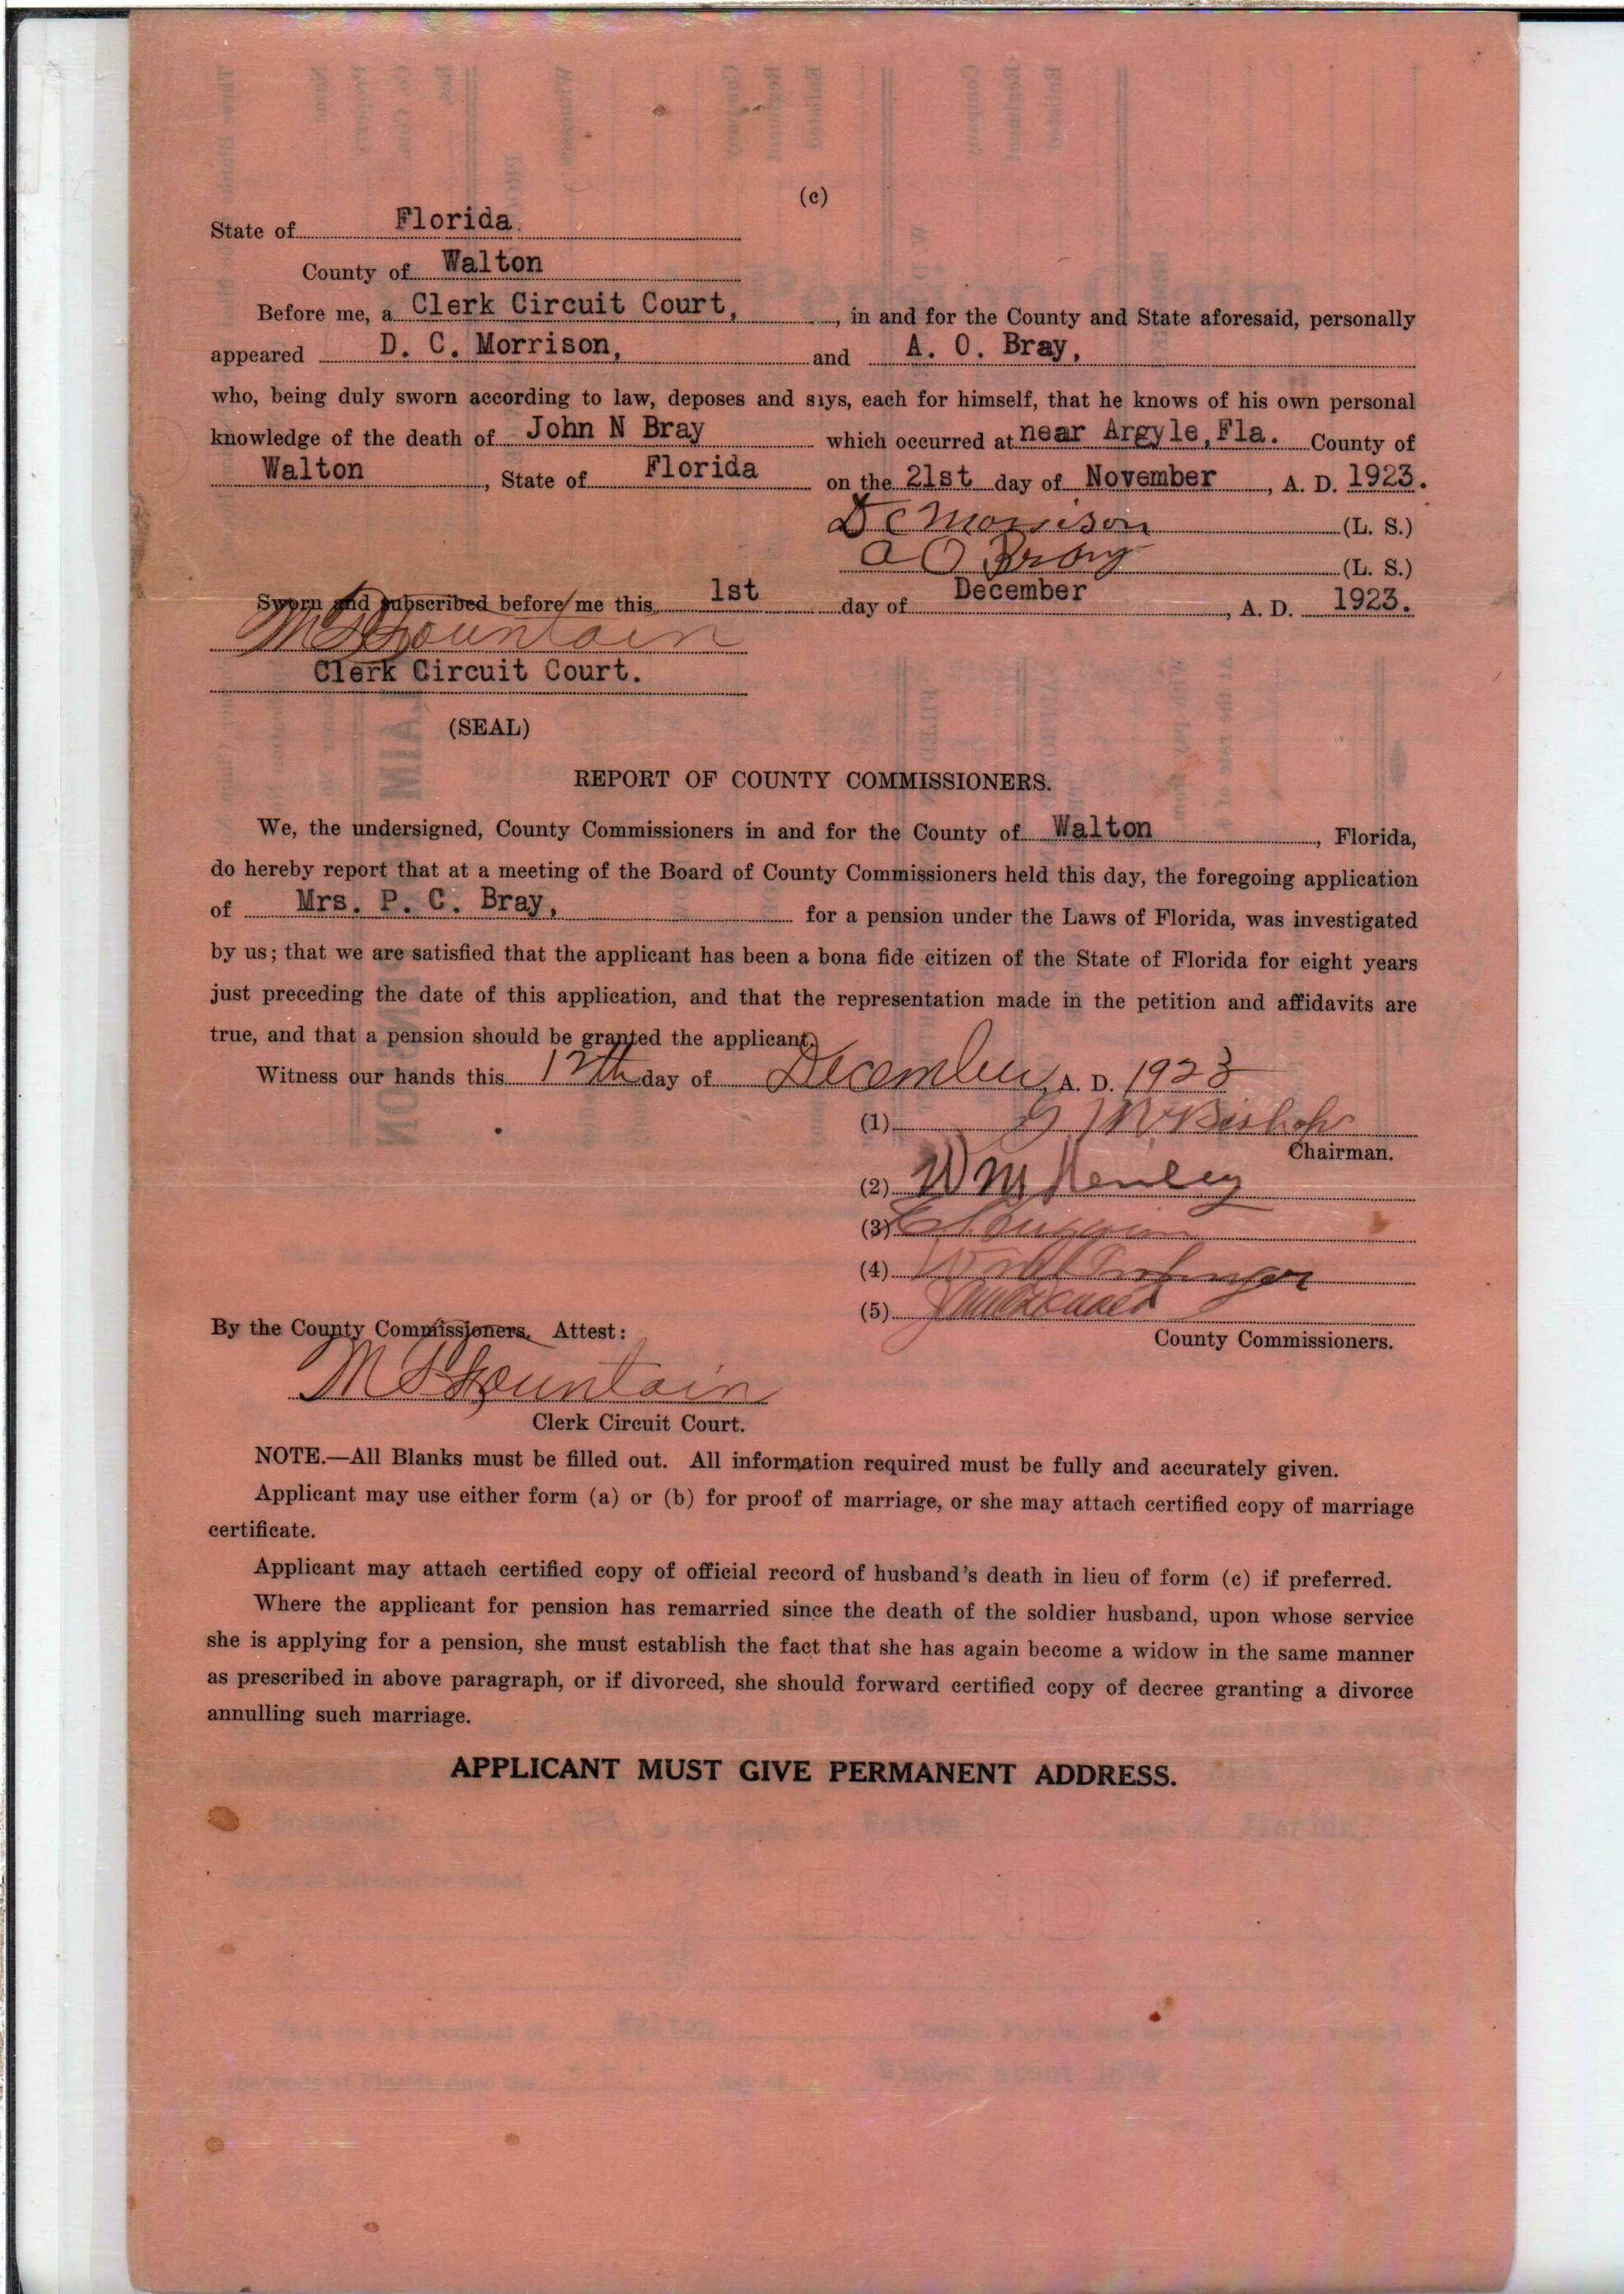 (c)
State of Florida.
County of Walton
Before me, a Clerk Circuit Court, , in and for the County and State aforesaid, personally
appeared D. C. Morrison, and A. O. Bray,
who, being duly sworn according to law, deposes and says, each for himself, that he knows of his own personal
knowledge of the death of John N Bray which occurred at near Argyle, Fla. County of
Walton , State of Florida on the 21st day of November , A. D. 1923.
D C Morrison (L. S.)
A O Bray (L. S.)
Sworn and subscribed before me this 1st day of December , A. D. 1923.
M S Fountain
Clerk Circuit Court.
(SEAL)
REPORT OF COUNTY COMMISSIONERS.
We, the undersigned, County Commissioners in and for the County of Walton , Florida,
do hereby report that at a meeting of the Board of County Commissioners held this day, the foregoing application
of Mrs. P. C. Bray, for a pension under the Laws of Florida, was investigated
by us; that we are satisfied that the applicant has been a bona fide citizen of the State of Florida for eight years
just preceding the date of this application, and that the representation made in the petition and affidavits are
true, and that a pension should be granted the applicant.
Witness our hands this 12th day of December, A. D. 1923
(1) Bishop
Chairman.
(2) Wm Henley
(3)
(4)
(5)
County Commissioners.
By the County Commissioners. Attest:
M S Fountain
Clerk Circuit Court.
NOTE.—All Blanks must be filled out. All information required must be fully and accurately given.
Applicant may use either form (a) or (b) for proof of marriage, or she may attach certified copy of marriage
certificate.
Applicant may attach certified copy of official record of husband's death in lieu of form (c) if preferred.
Where the applicant for pension has remarried since the death of the soldier husband, upon whose service
she is applying for a pension, she must establish the fact that she has again become a widow in the same manner
as prescribed in above paragraph, or if divorced, she should forward certified copy of decree granting a divorce
annulling such marriage.
APPLICANT MUST GIVE PERMANENT ADDRESS.